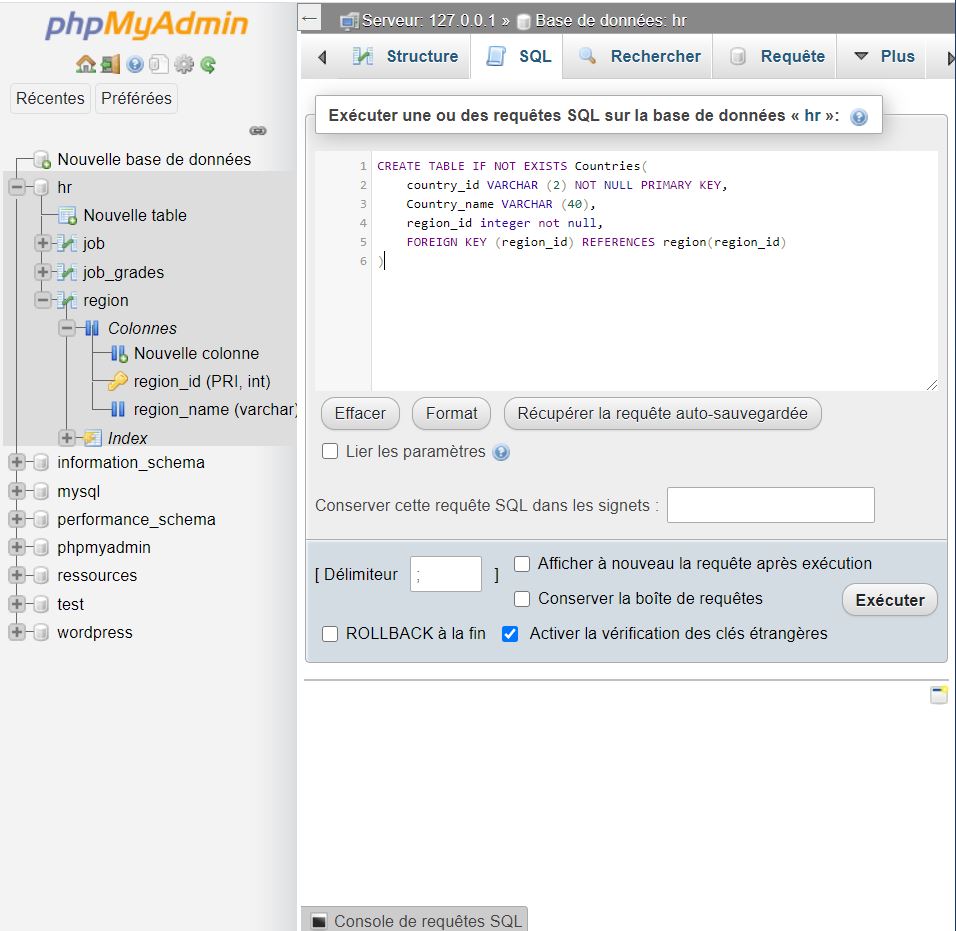 phpMyAdmin
Récentes Préférées
Nouvelle base de données
hr
Nouvelle table
job
job_grades
region
Colonnes
Nouvelle colonne
region_id (PRI, int)
region_name (varchar)
Index
information_schema
mysql
performance_schema
phpmyadmin
ressources
test
wordpress
Serveur: 127.0.0.1 » Base de données: hr
Structure SQL Rechercher Requête Plus
Exécuter une ou des requêtes SQL sur la base de données « hr »:
1 CREATE TABLE IF NOT EXISTS Countries(
2 country_id VARCHAR (2) NOT NULL PRIMARY KEY,
3 Country_name VARCHAR (40),
4 region_id integer not null,
5 FOREIGN KEY (region_id) REFERENCES region(region_id)
6 )
Effacer Format Récupérer la requête auto-sauvegardée
Lier les paramètres
Conserver cette requête SQL dans les signets :
[ Délimiteur ; ] Afficher à nouveau la requête après exécution
Conserver la boîte de requêtes
Exécuter
ROLLBACK à la fin Activer la vérification des clés étrangères
Console de requêtes SQL